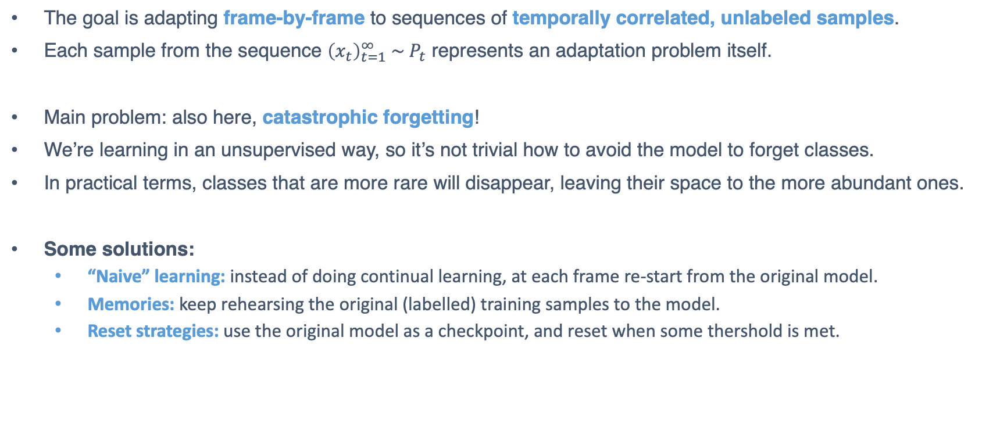 • The goal is adapting frame-by-frame to sequences of temporally correlated, unlabeled samples.
• Each sample from the sequence $(x_t)_{t=1}^{\infty} \sim P_t$ represents an adaptation problem itself.
• Main problem: also here, catastrophic forgetting!
• We’re learning in an unsupervised way, so it’s not trivial how to avoid the model to forget classes.
• In practical terms, classes that are more rare will disappear, leaving their space to the more abundant ones.
• Some solutions:
• “Naive” learning: instead of doing continual learning, at each frame re-start from the original model.
• Memories: keep rehearsing the original (labelled) training samples to the model.
• Reset strategies: use the original model as a checkpoint, and reset when some thershold is met.